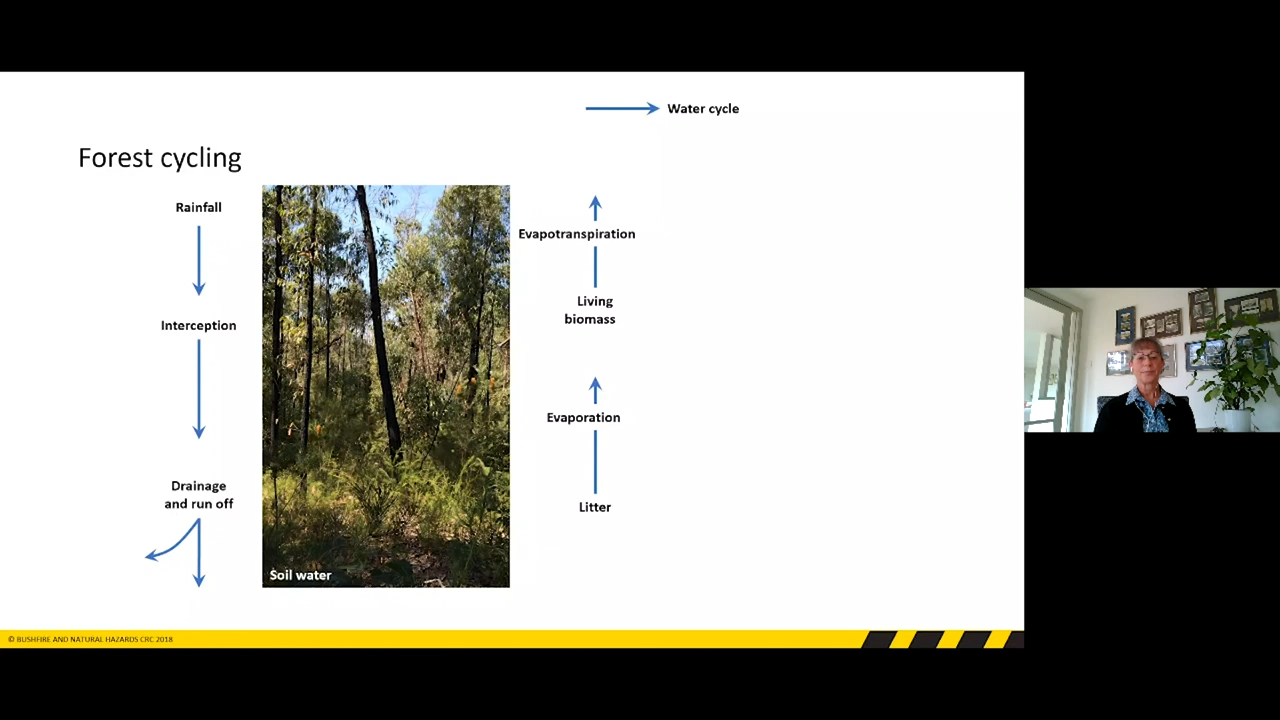 Water cycle
Forest cycling
Rainfall
Interception
Drainage
and run off
Soil water
Evapotranspiration
Living
biomass
Evaporation
Litter
© BUSHFIRE AND NATURAL HAZARDS CRC 2018